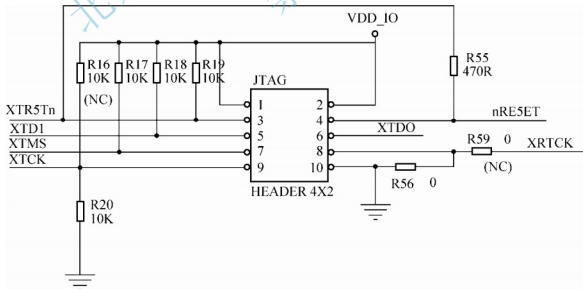 VDD_IO
R16
10K
(NC)
R17
10K
R18
10K
R19
10K
R55
470R
JTAG
XTR5Tn
XTD1
XTMS
XTCK
1 2
3 4
5 6
7 8
9 10
HEADER 4X2
nRE5ET
XTDO
R59 0
(NC)
XRTCK
R56 0
R20
10K